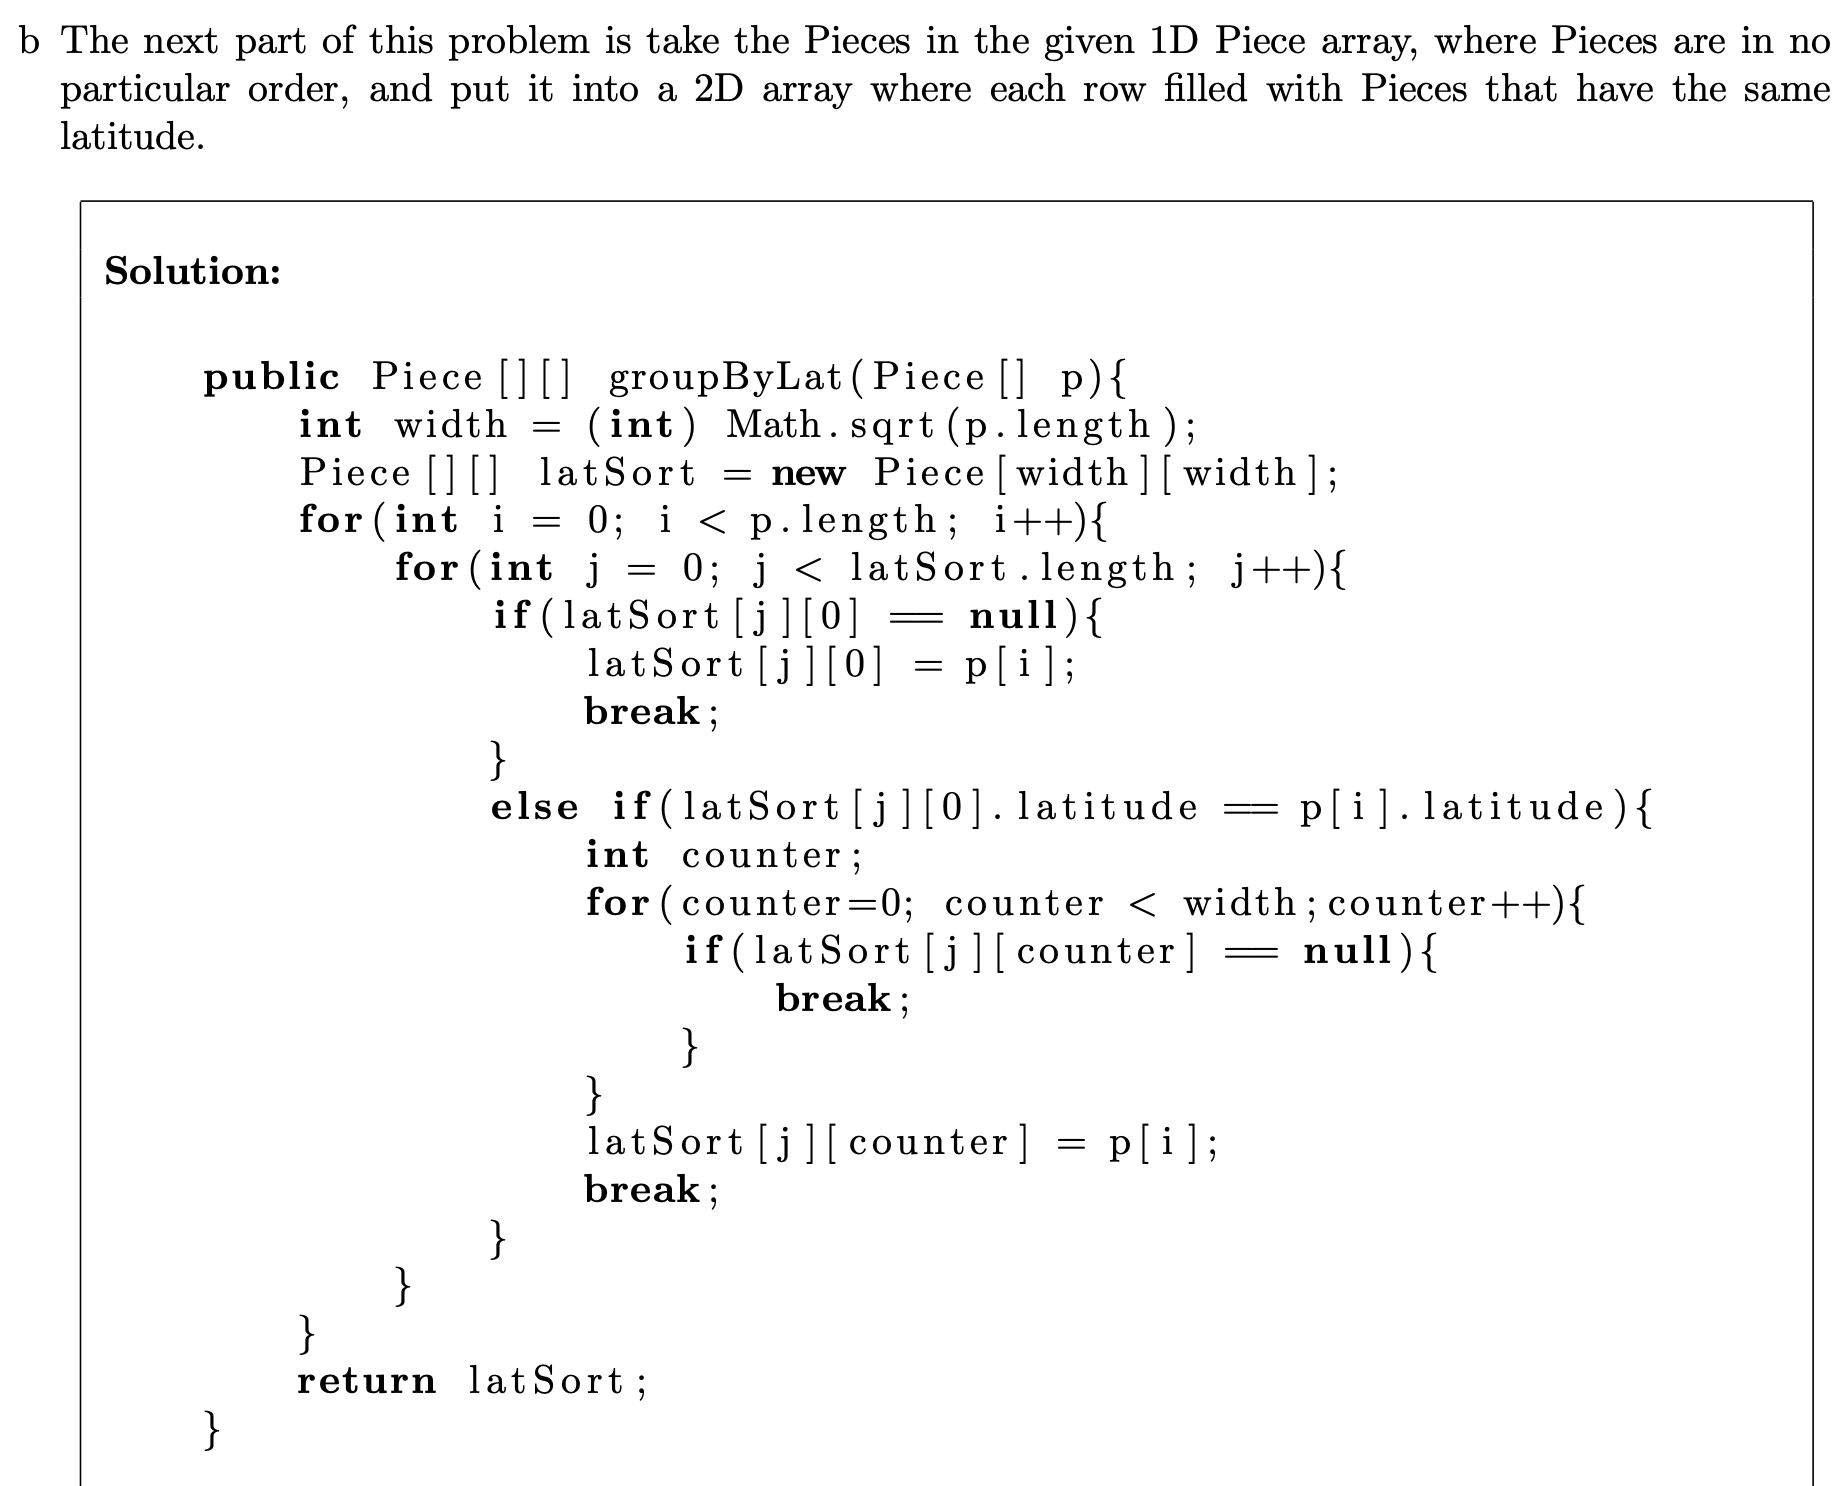 b The next part of this problem is take the Pieces in the given 1D Piece array, where Pieces are in no
particular order, and put it into a 2D array where each row filled with Pieces that have the same
latitude.
Solution:
public Piece[][] groupByLat(Piece[] p){
int width = (int) Math.sqrt(p.length);
Piece[][] latSort = new Piece[width][width];
for(int i = 0; i < p.length; i++){
for(int j = 0; j < latSort.length; j++){
if(latSort[j][0] == null){
latSort[j][0] = p[i];
break;
}
else if(latSort[j][0].latitude == p[i].latitude){
int counter;
for(counter=0; counter < width;counter++){
if(latSort[j][counter] == null){
break;
}
}
latSort[j][counter] = p[i];
break;
}
}
}
return latSort;
}